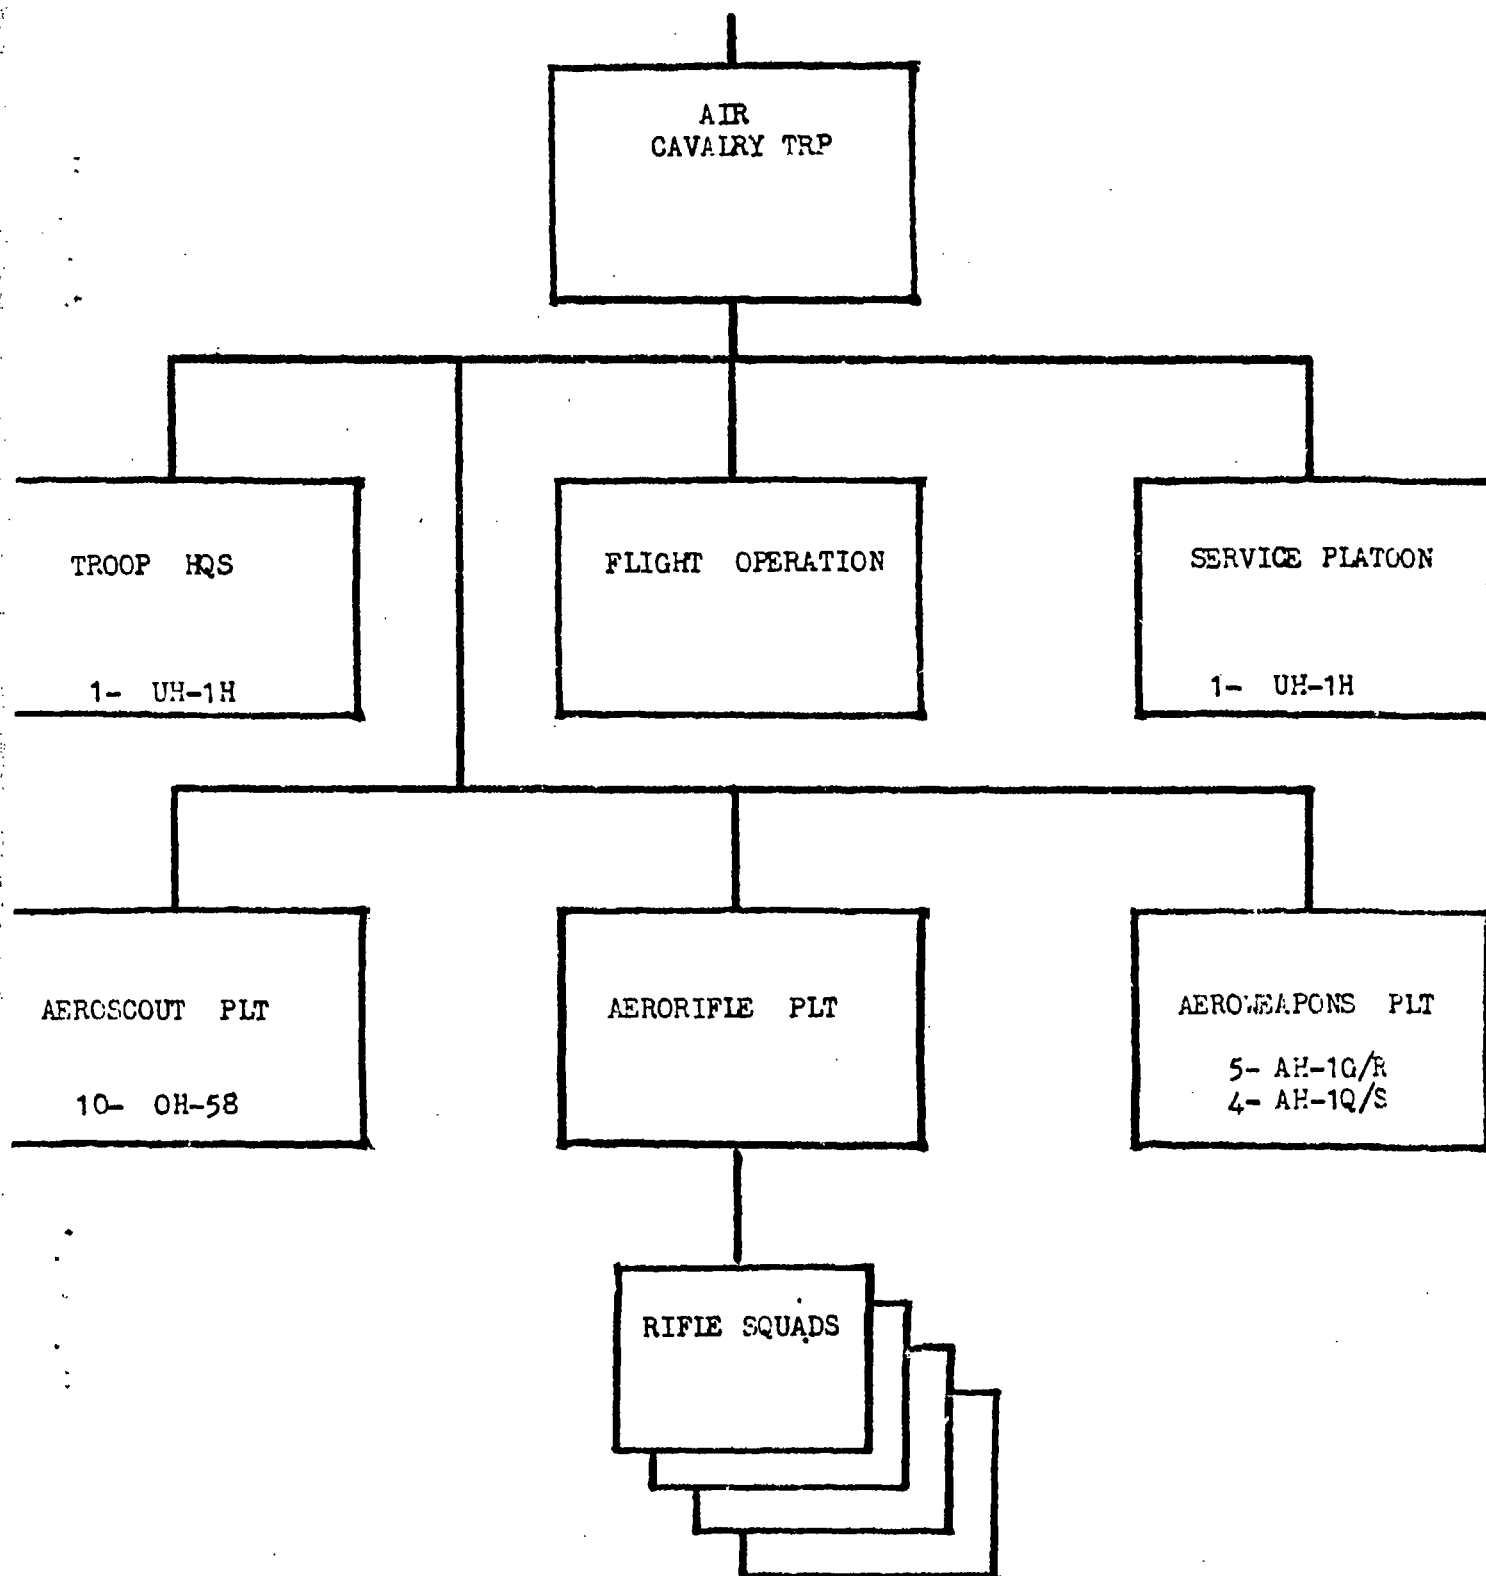 AIR
CAVALRY TRP
TROOP HQS
1- UH-1H
FLIGHT OPERATION
SERVICE PLATOON
1- UH-1H
AEROSCOUT PLT
10- OH-58
AERORIFLE PLT
AEROWEAPONS PLT
5- AH-1G/R
4- AH-1Q/S
RIFLE SQUADS